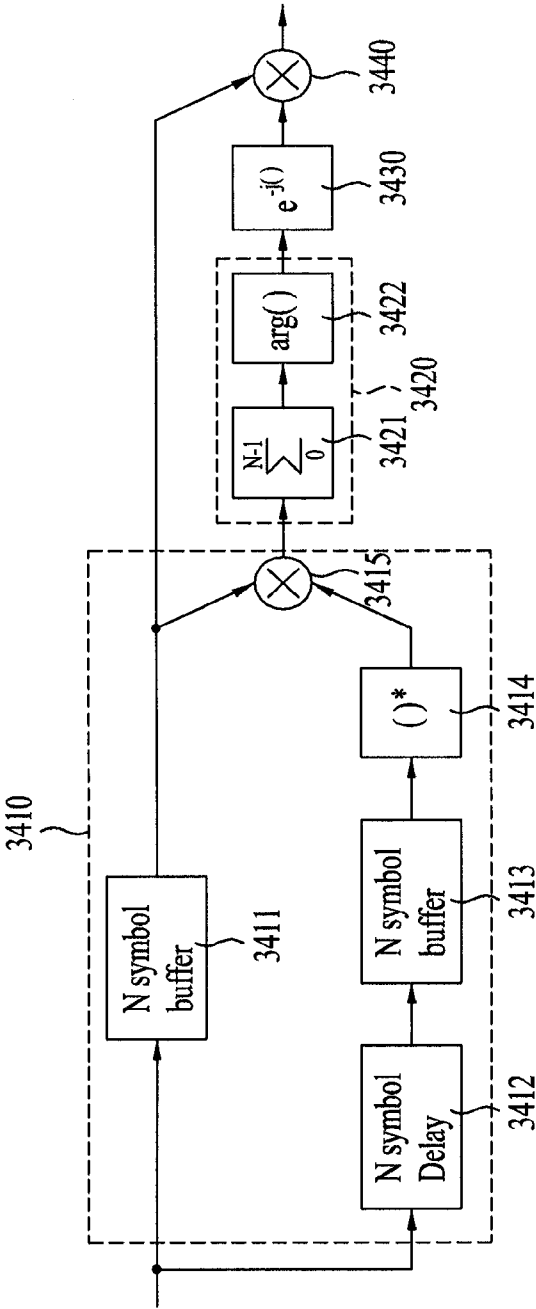 3410
N symbol
buffer
3411
N symbol
Delay
3412
N symbol
buffer
3413
()*
3414
3415
N-1
Σ
0
3421
arg()
3422
3420
e^-j()
3430
3440